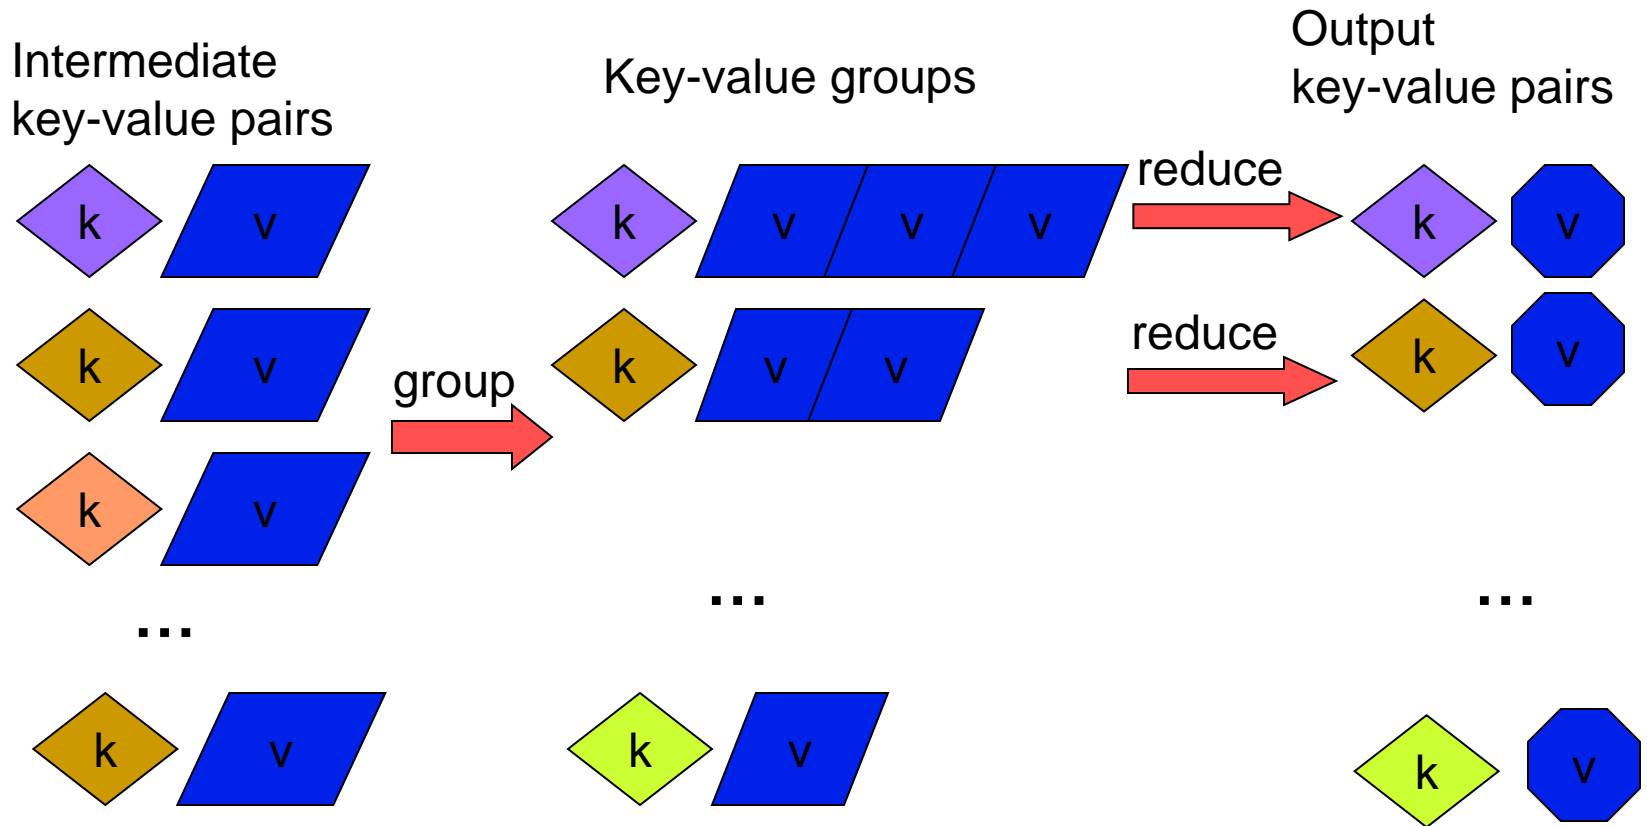 Intermediate
key-value pairs
Key-value groups
Output
key-value pairs
k v
k v v v
reduce
k v
k v
group
k v v
reduce
k v
k v
...
...
...
k v
k v
k v